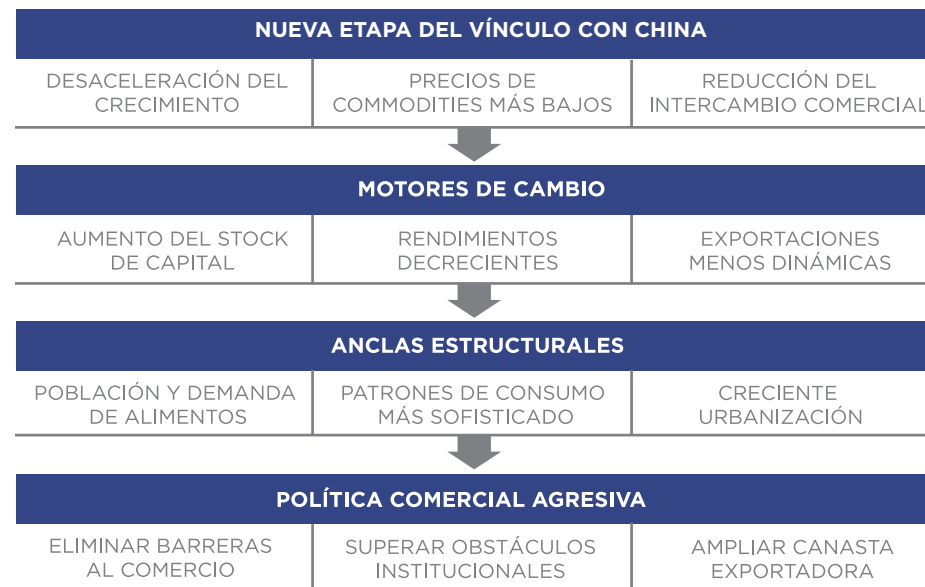 NUEVA ETAPA DEL VÍNCULO CON CHINA
DESACELERACIÓN DEL
CRECIMIENTO
PRECIOS DE
COMMODITIES MÁS BAJOS
REDUCCIÓN DEL
INTERCAMBIO COMERCIAL
MOTORES DE CAMBIO
AUMENTO DEL STOCK
DE CAPITAL
RENDIMIENTOS
DECRECIENTES
EXPORTACIONES
MENOS DINÁMICAS
ANCLAS ESTRUCTURALES
POBLACIÓN Y DEMANDA
DE ALIMENTOS
PATRONES DE CONSUMO
MÁS SOFISTICADO
CRECIENTE
URBANIZACIÓN
POLÍTICA COMERCIAL AGRESIVA
ELIMINAR BARRERAS
AL COMERCIO
SUPERAR OBSTÁCULOS
INSTITUCIONALES
AMPLIAR CANASTA
EXPORTADORA